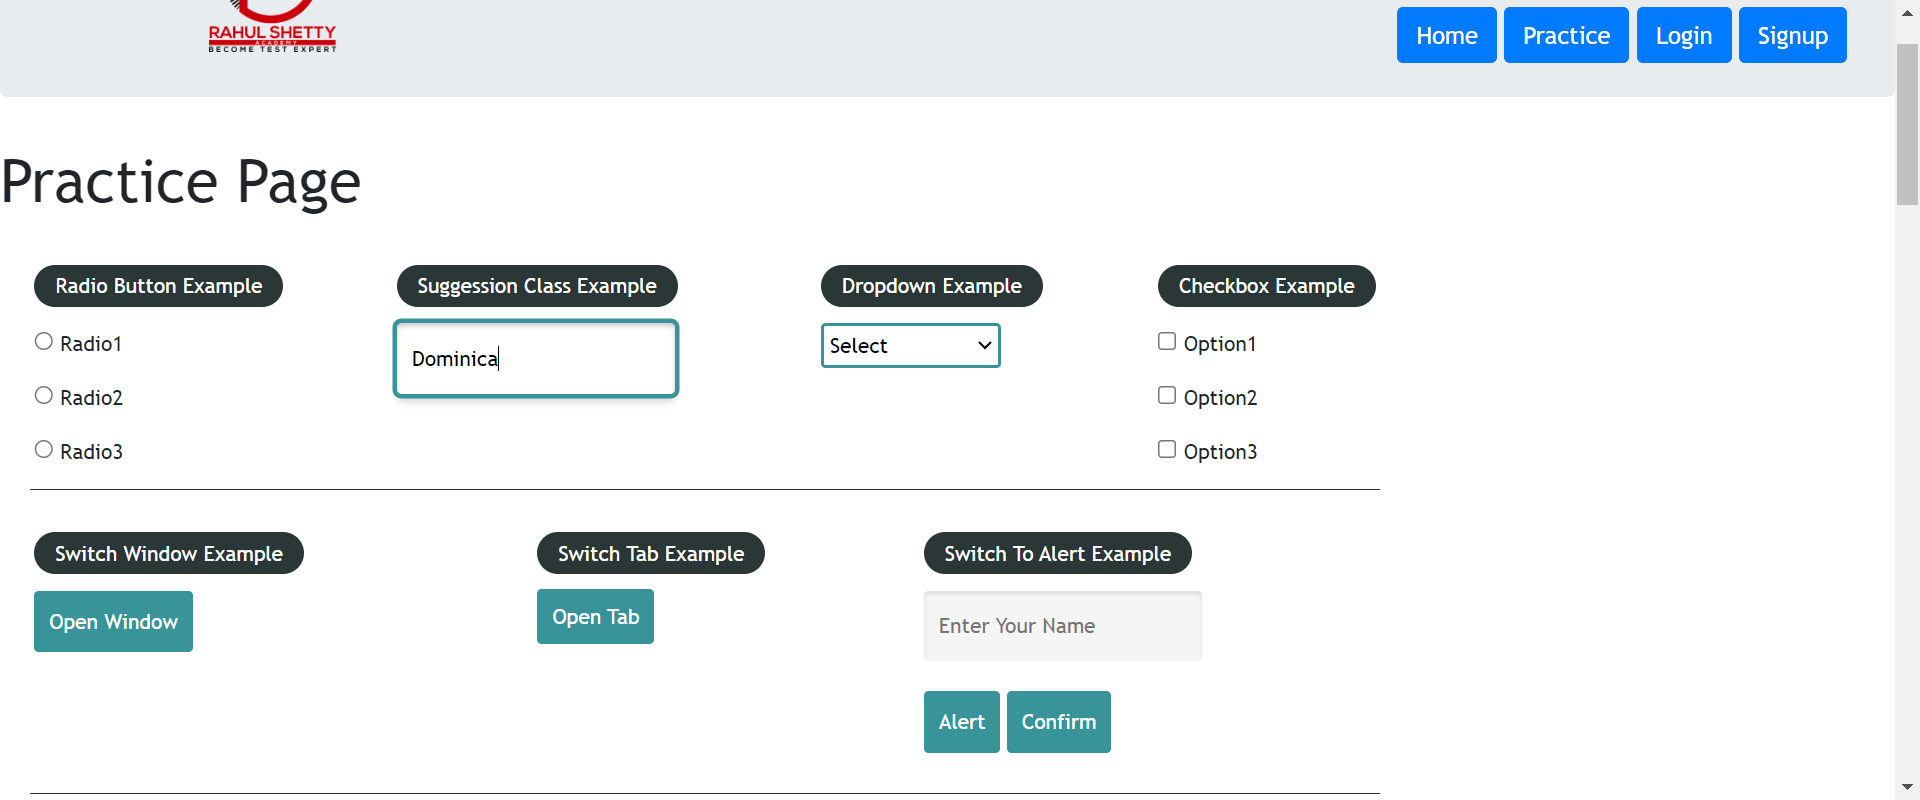 RAHUL SHETTY
ACADEMY
BECOME TEST EXPERT
Home
Practice
Login
Signup
Practice Page
Radio Button Example
Radio1
Radio2
Radio3
Suggession Class Example
Dominica
Dropdown Example
Select
Checkbox Example
Option1
Option2
Option3
Switch Window Example
Open Window
Switch Tab Example
Open Tab
Switch To Alert Example
Enter Your Name
Alert
Confirm